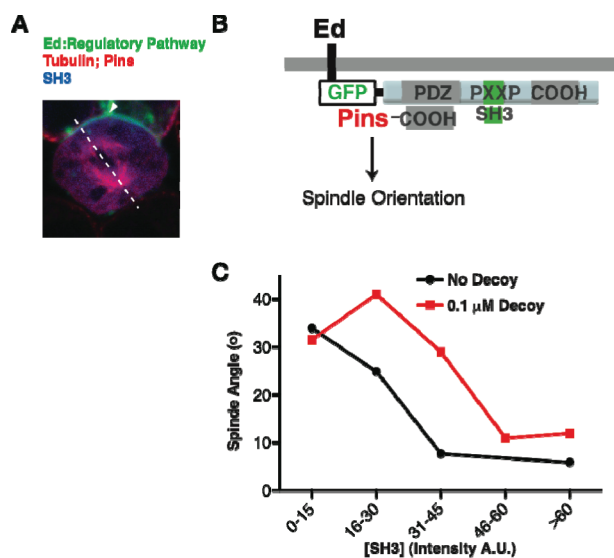 A
Ed:Regulatory Pathway
Tubulin; Pins
SH3
B
Ed
GFP PDZ PXXP COOH
Pins COOH SH3
Spindle Orientation
C
No Decoy
0.1 μM Decoy
Spinde Angle (o)
40
30
20
10
0
0-15 16-30 31-45 46-60 >60
[SH3] (Intensity A.U.)